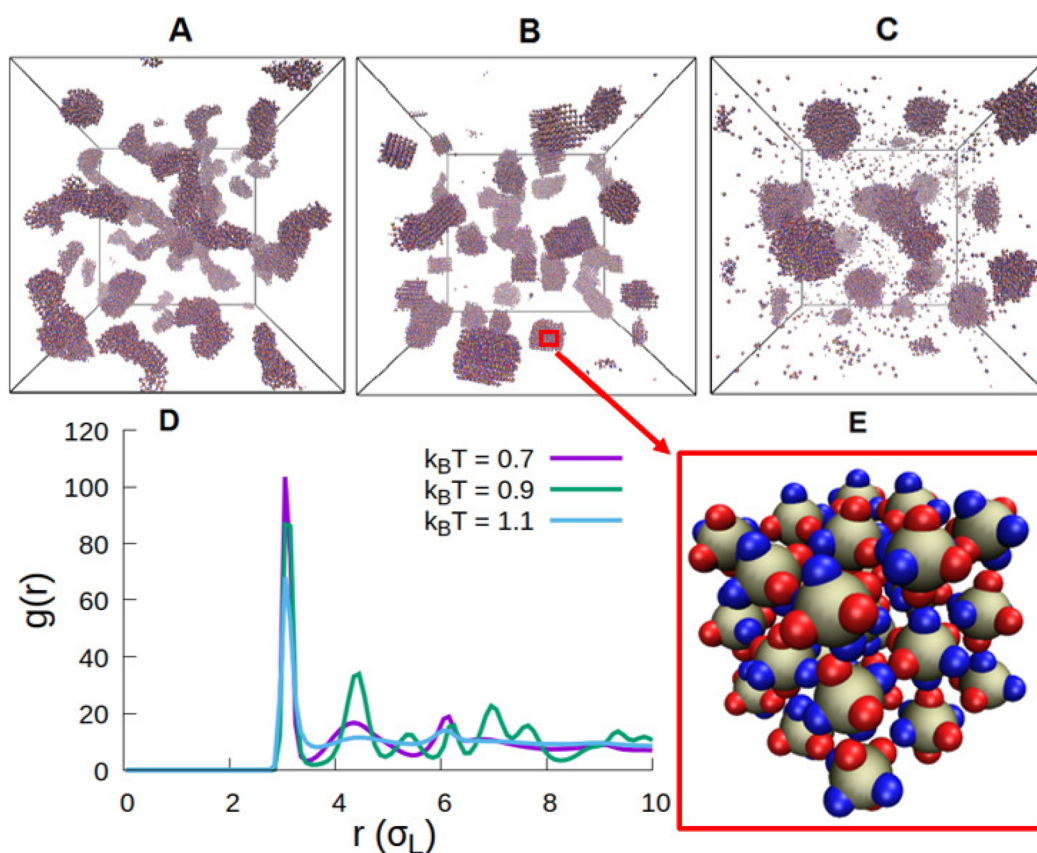 A
B
C
D
E
120
100
80
60
40
20
0
g(r)
k_BT = 0.7
k_BT = 0.9
k_BT = 1.1
0 2 4 6 8 10
r (σ_L)